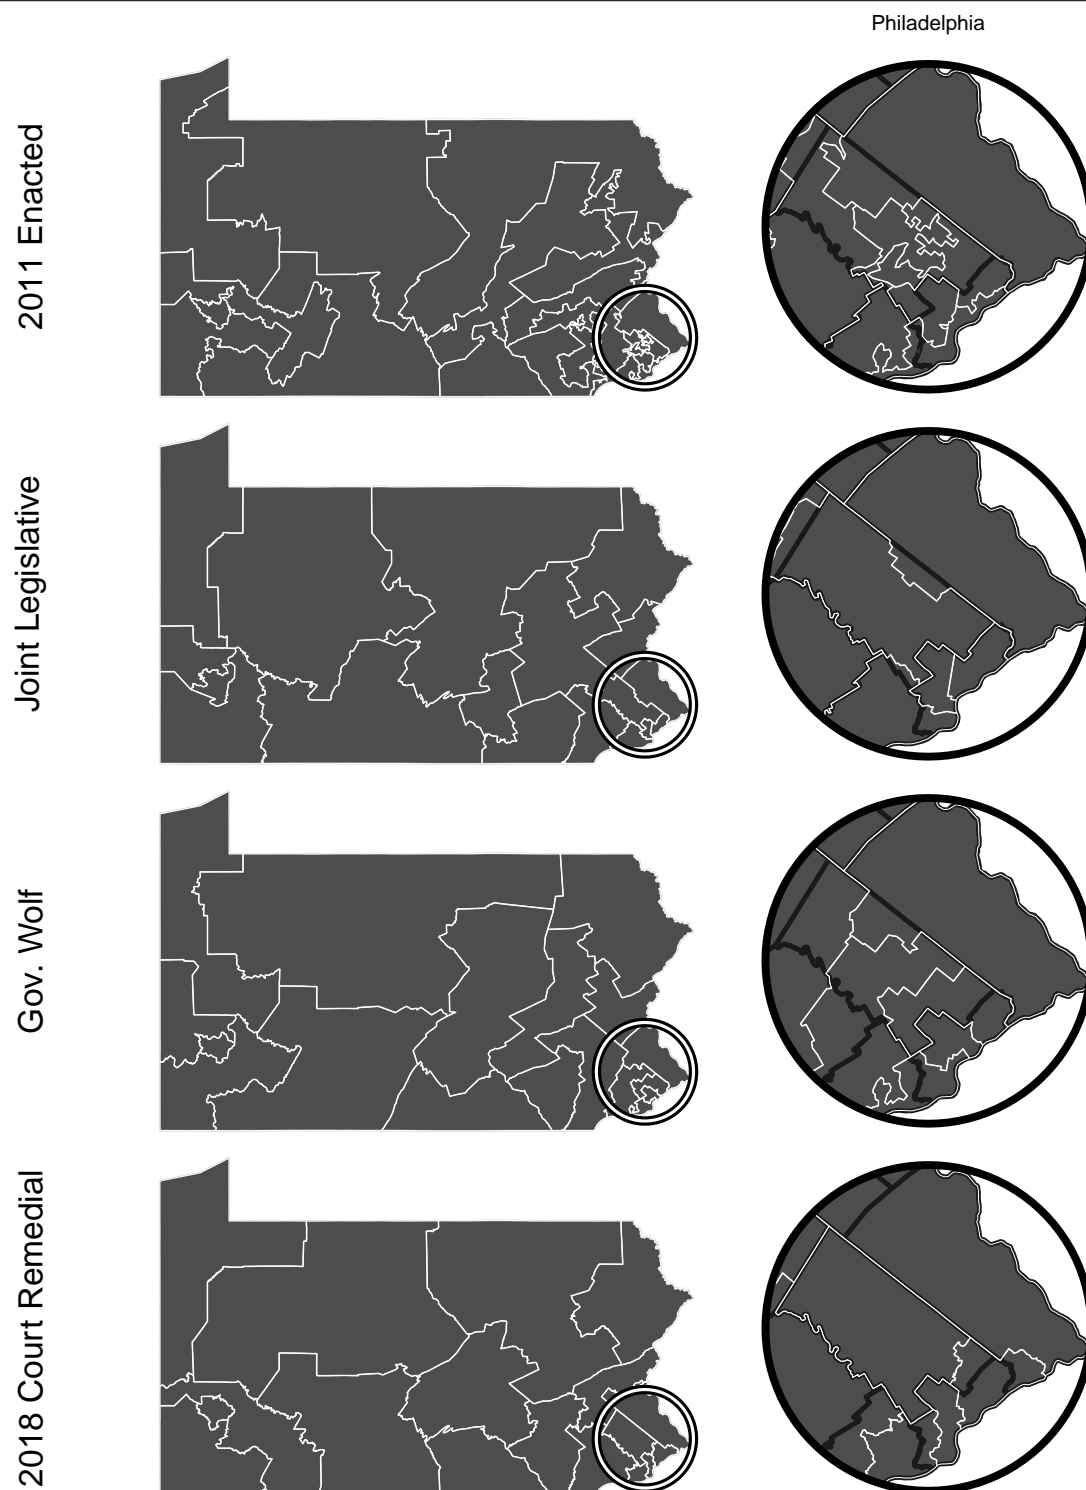 Philadelphia
2011 Enacted
Joint Legislative
Gov. Wolf
2018 Court Remedial